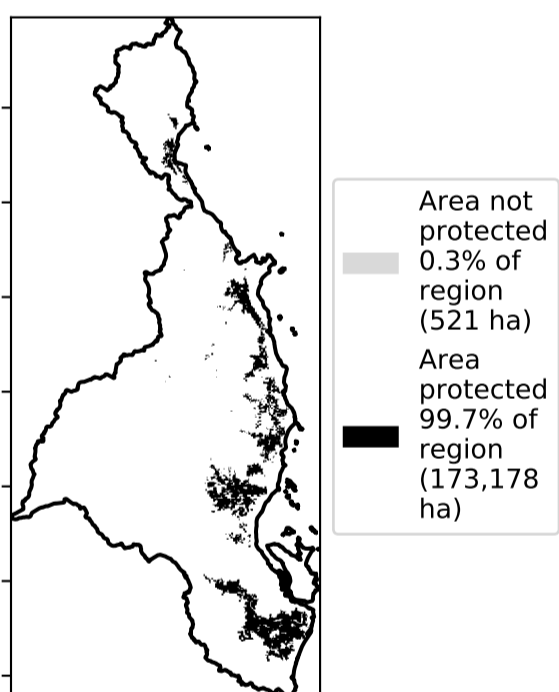 Area not
protected
0.3% of
region
(521 ha)
Area
protected
99.7% of
region
(173,178
ha)